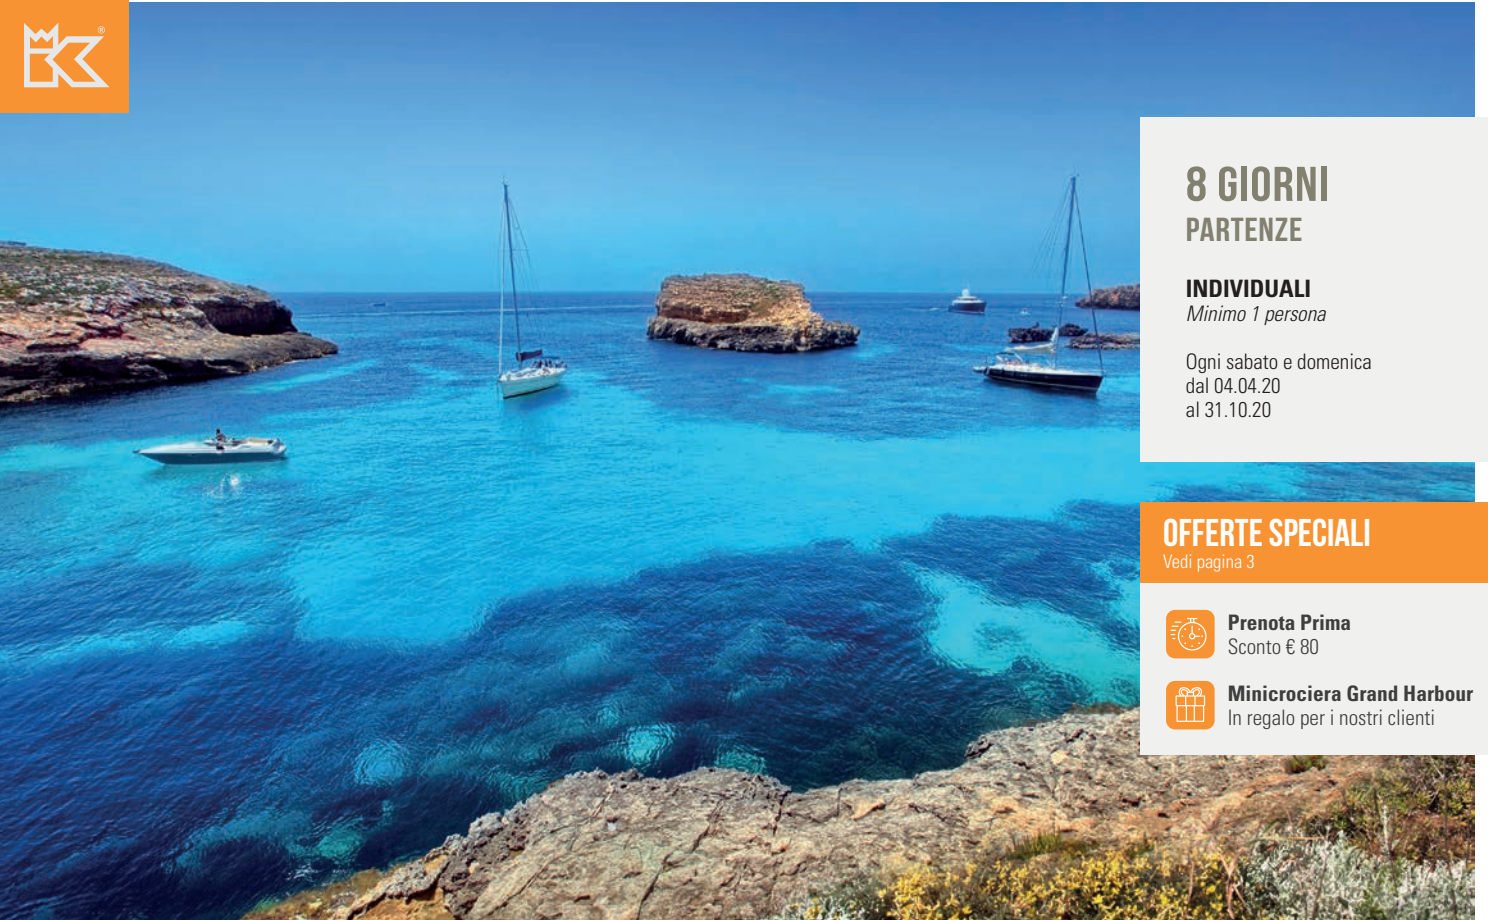 ®
8 GIORNI
PARTENZE
INDIVIDUALI
Minimo 1 persona
Ogni sabato e domenica
dal 04.04.20
al 31.10.20
OFFERTE SPECIALI
Vedi pagina 3
Prenota Prima
Sconto € 80
Minicrociera Grand Harbour
In regalo per i nostri clienti